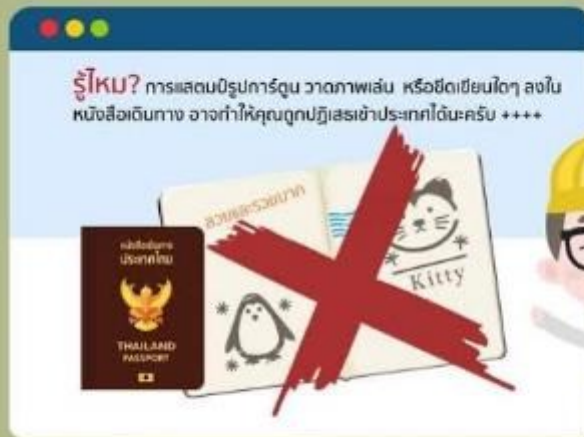 รู้ไหม? การแสตมป์รูปการ์ตูน วาดภาพเล่น หรือขีดเขียนใดๆ ลงใน
หนังสือเดินทาง อาจทำให้คุณถูกปฏิเสธเข้าประเทศได้นะครับ ++++
สวยและรวยมาก
Kitty
หนังสือเดินทาง
ประเทศไทย
THAILAND
PASSPORT